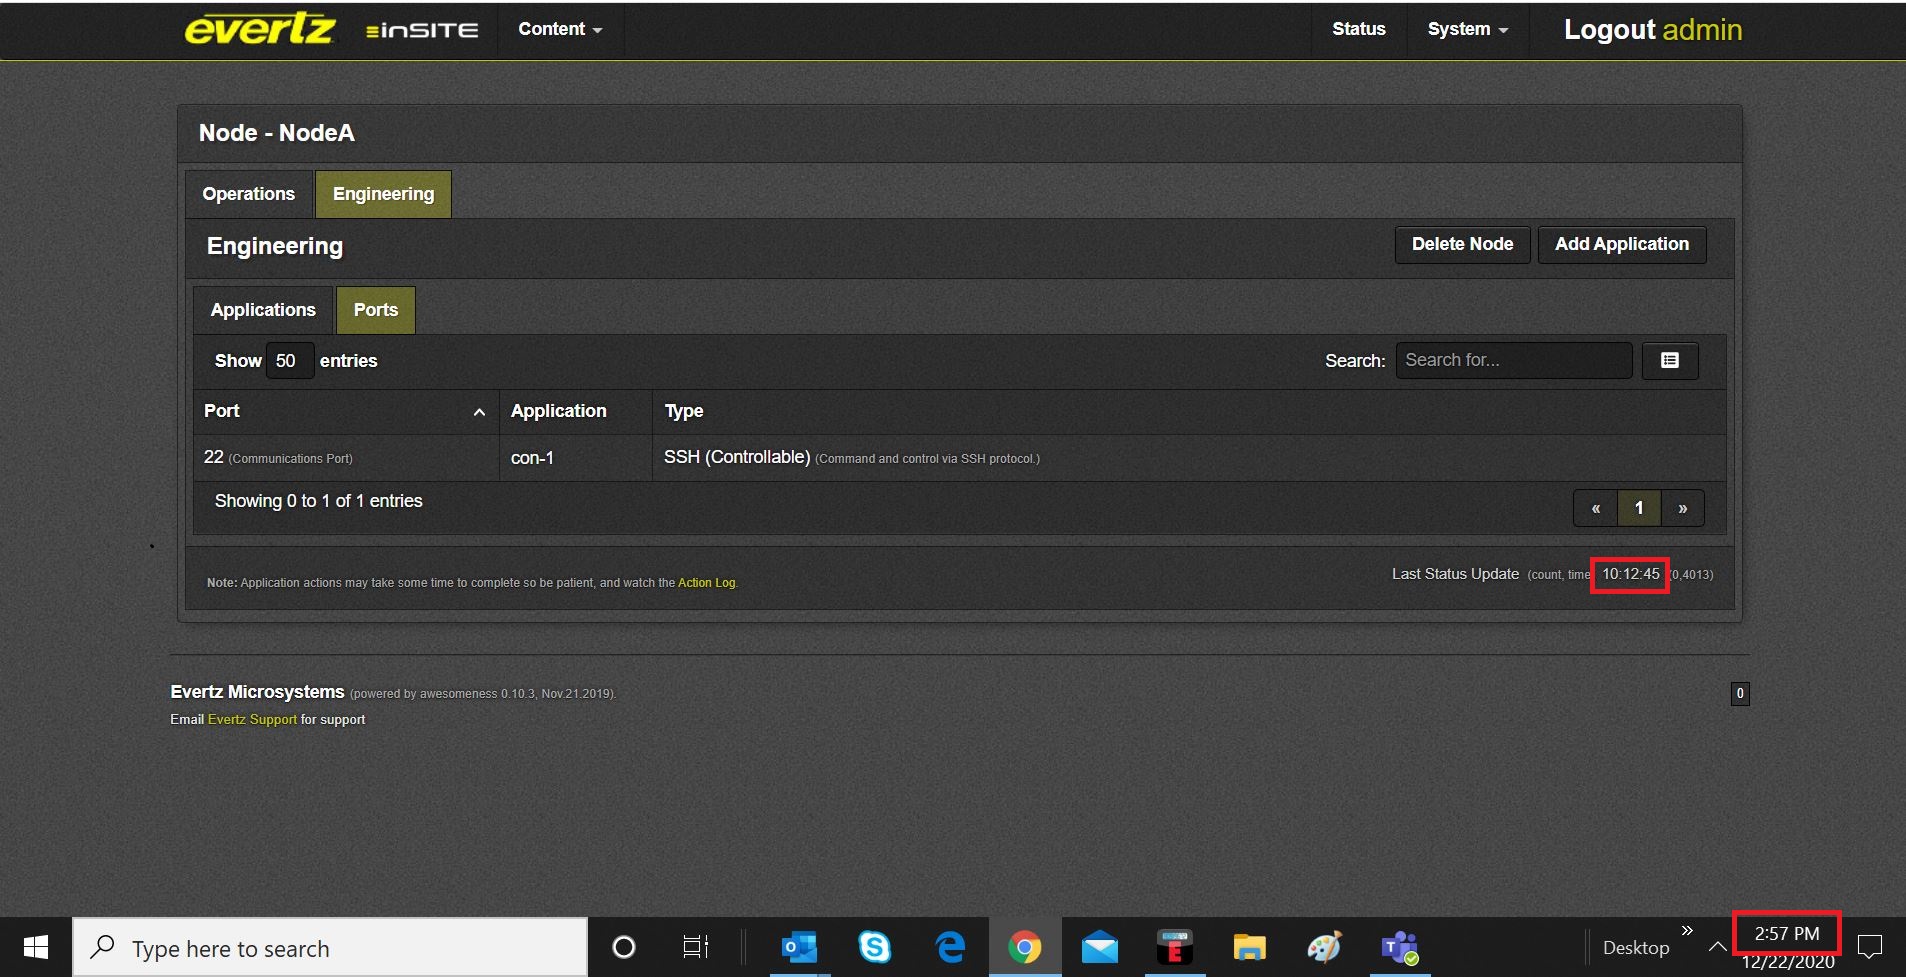 evertz inSITE Content Status System Logout admin
Node - NodeA
Operations Engineering
Engineering Delete Node Add Application
Applications Ports
Show 50 entries Search: Search for...
Port Application Type
22 (Communications Port) con-1 SSH (Controllable) (Command and control via SSH protocol.)
Showing 0 to 1 of 1 entries « 1 »
Note: Application actions may take some time to complete so be patient, and watch the Action Log. Last Status Update (count, time 10:12:45 0,4013)
Evertz Microsystems (powered by awesomeness 0.10.3, Nov.21.2019). 0
Email Evertz Support for support
Type here to search Desktop 2:57 PM
12/22/2020